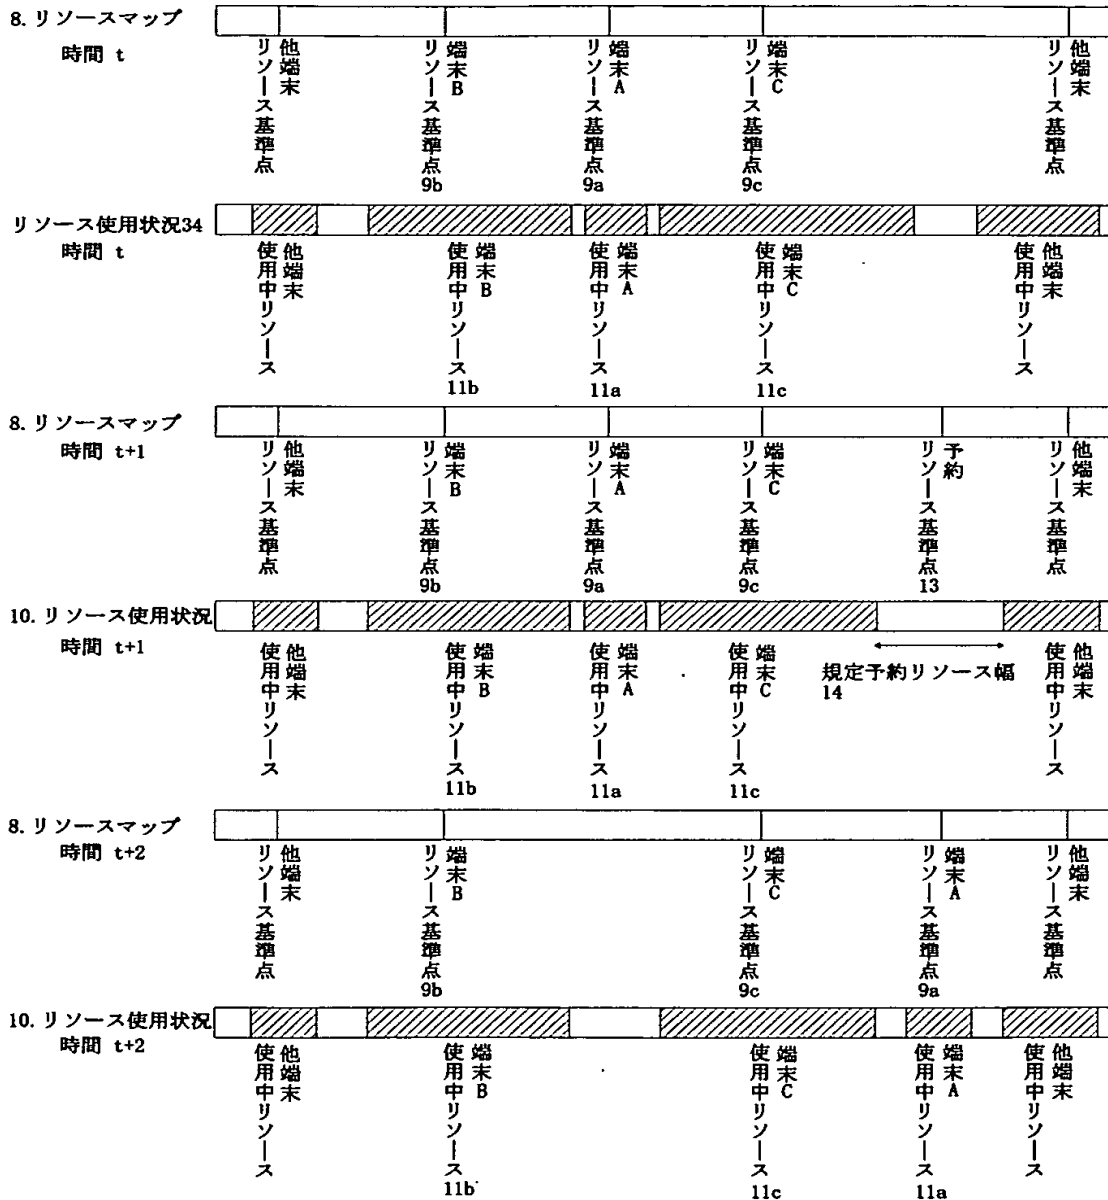 8. リソースマップ
時間 t
他端末
リソース基準点
端末B
リソース基準点
9b
端末A
リソース基準点
9a
端末C
リソース基準点
9c
他端末
リソース基準点
リソース使用状況34
時間 t
他端末
使用中リソース
端末B
使用中リソース
11b
端末A
使用中リソース
11a
端末C
使用中リソース
11c
他端末
使用中リソース
8. リソースマップ
時間 t+1
他端末
リソース基準点
端末B
リソース基準点
9b
端末A
リソース基準点
9a
端末C
リソース基準点
9c
予約
リソース基準点
13
他端末
リソース基準点
10. リソース使用状況
時間 t+1
他端末
使用中リソース
端末B
使用中リソース
11b
端末A
使用中リソース
11a
端末C
使用中リソース
11c
規定予約リソース幅
14
他端末
使用中リソース
8. リソースマップ
時間 t+2
他端末
リソース基準点
端末B
リソース基準点
9b
端末C
リソース基準点
9c
端末A
リソース基準点
9a
他端末
リソース基準点
10. リソース使用状況
時間 t+2
他端末
使用中リソース
端末B
使用中リソース
11b
端末C
使用中リソース
11c
端末A
使用中リソース
11a
他端末
使用中リソース